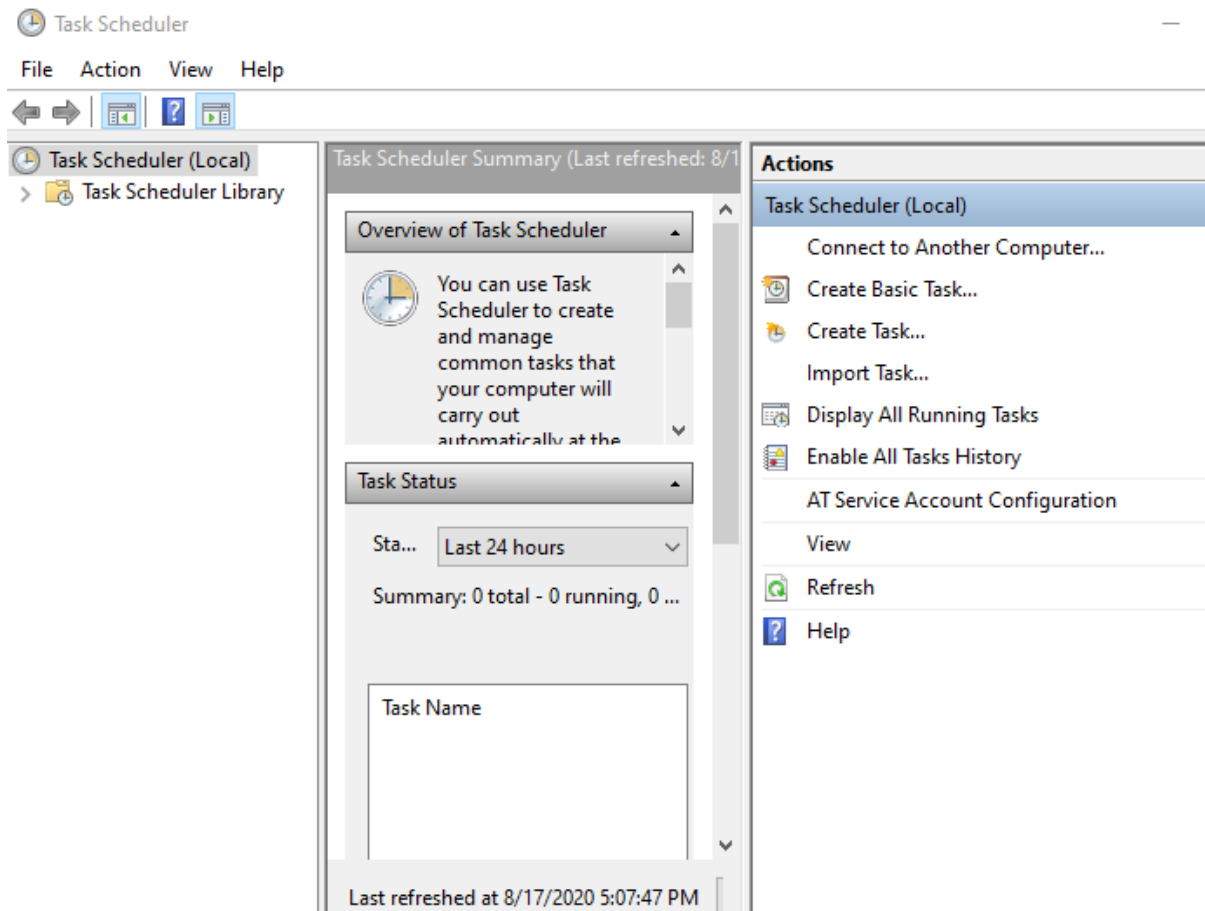 Task Scheduler
File Action View Help
Task Scheduler (Local)
Task Scheduler Library
Task Scheduler Summary (Last refreshed: 8/1
Overview of Task Scheduler
You can use Task
Scheduler to create
and manage
common tasks that
your computer will
carry out
automatically at the
Task Status
Sta... Last 24 hours
Summary: 0 total - 0 running, 0 ...
Task Name
Last refreshed at 8/17/2020 5:07:47 PM
Actions
Task Scheduler (Local)
Connect to Another Computer...
Create Basic Task...
Create Task...
Import Task...
Display All Running Tasks
Enable All Tasks History
AT Service Account Configuration
View
Refresh
Help